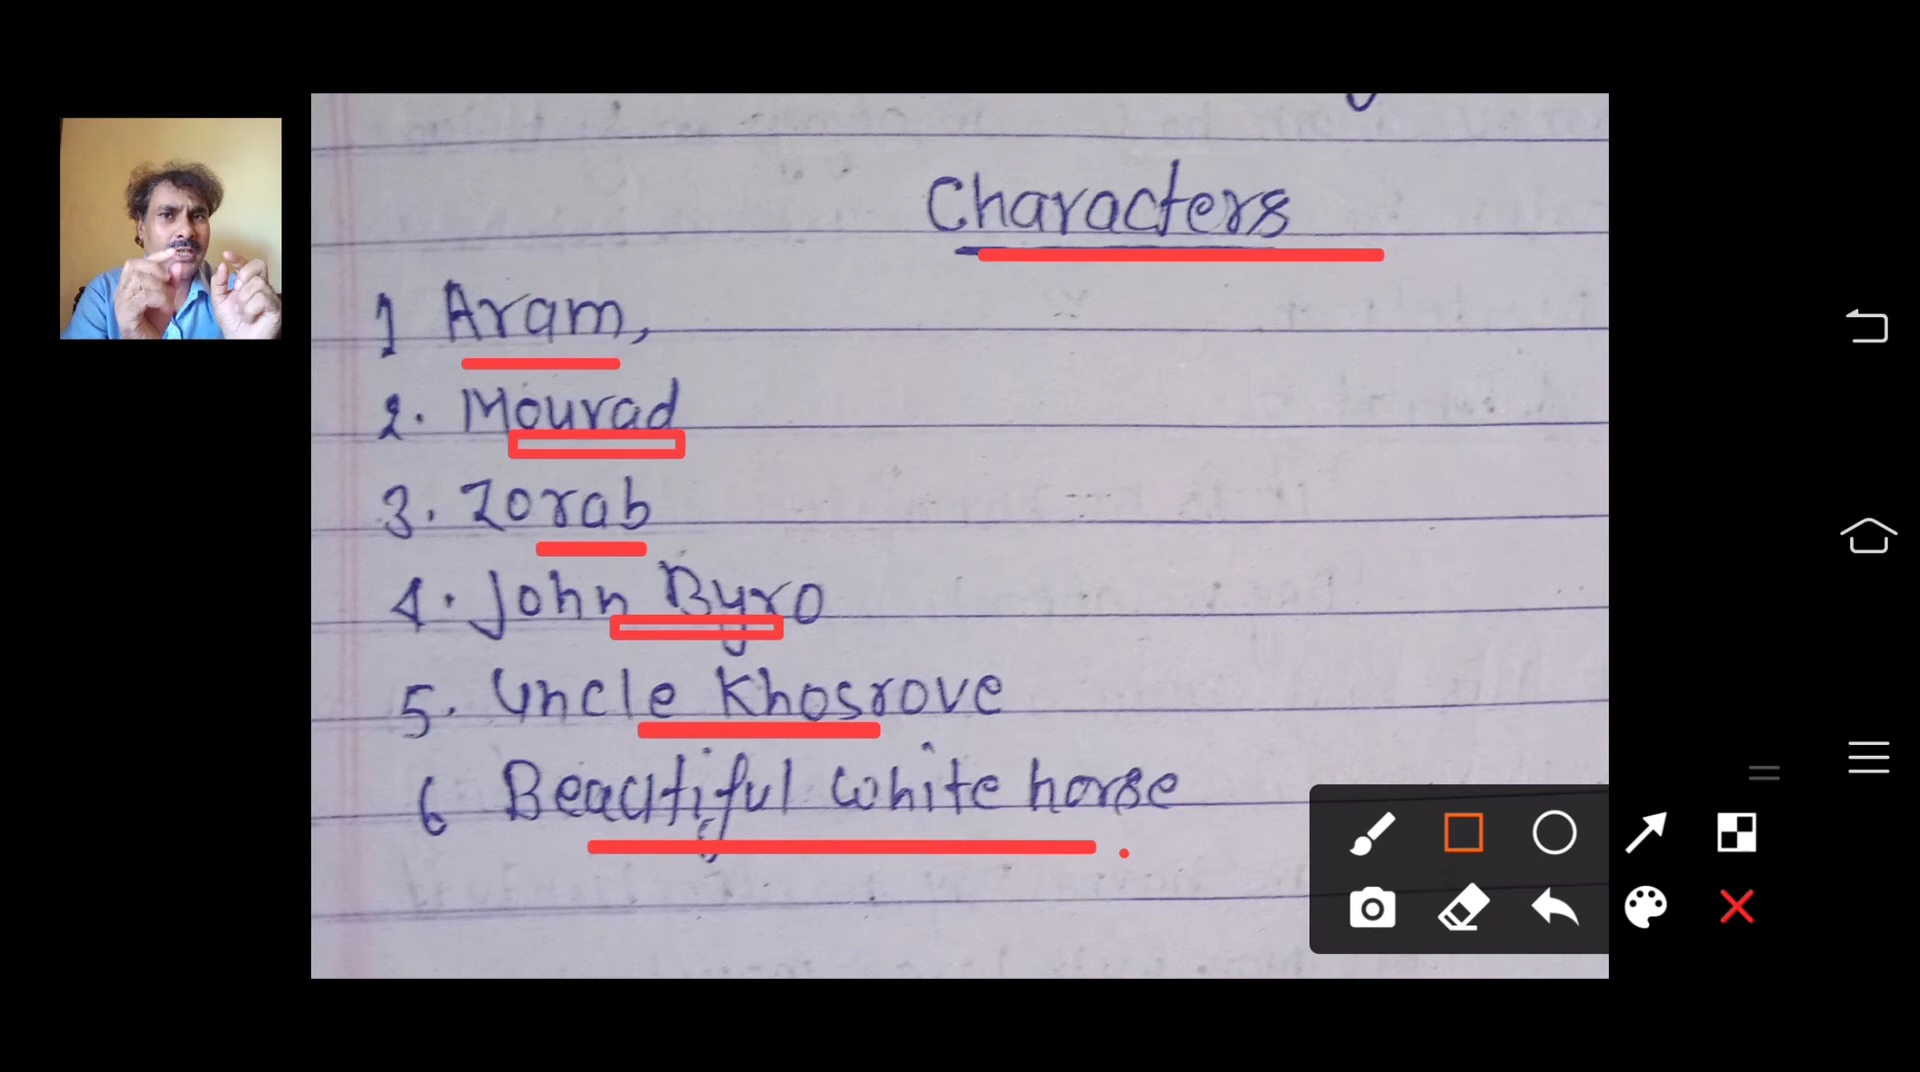 Characters
1 Aram,
2. Mourad
3. Zorab
4. John Byro
5. Uncle Khosrove
6 Beautiful white horse